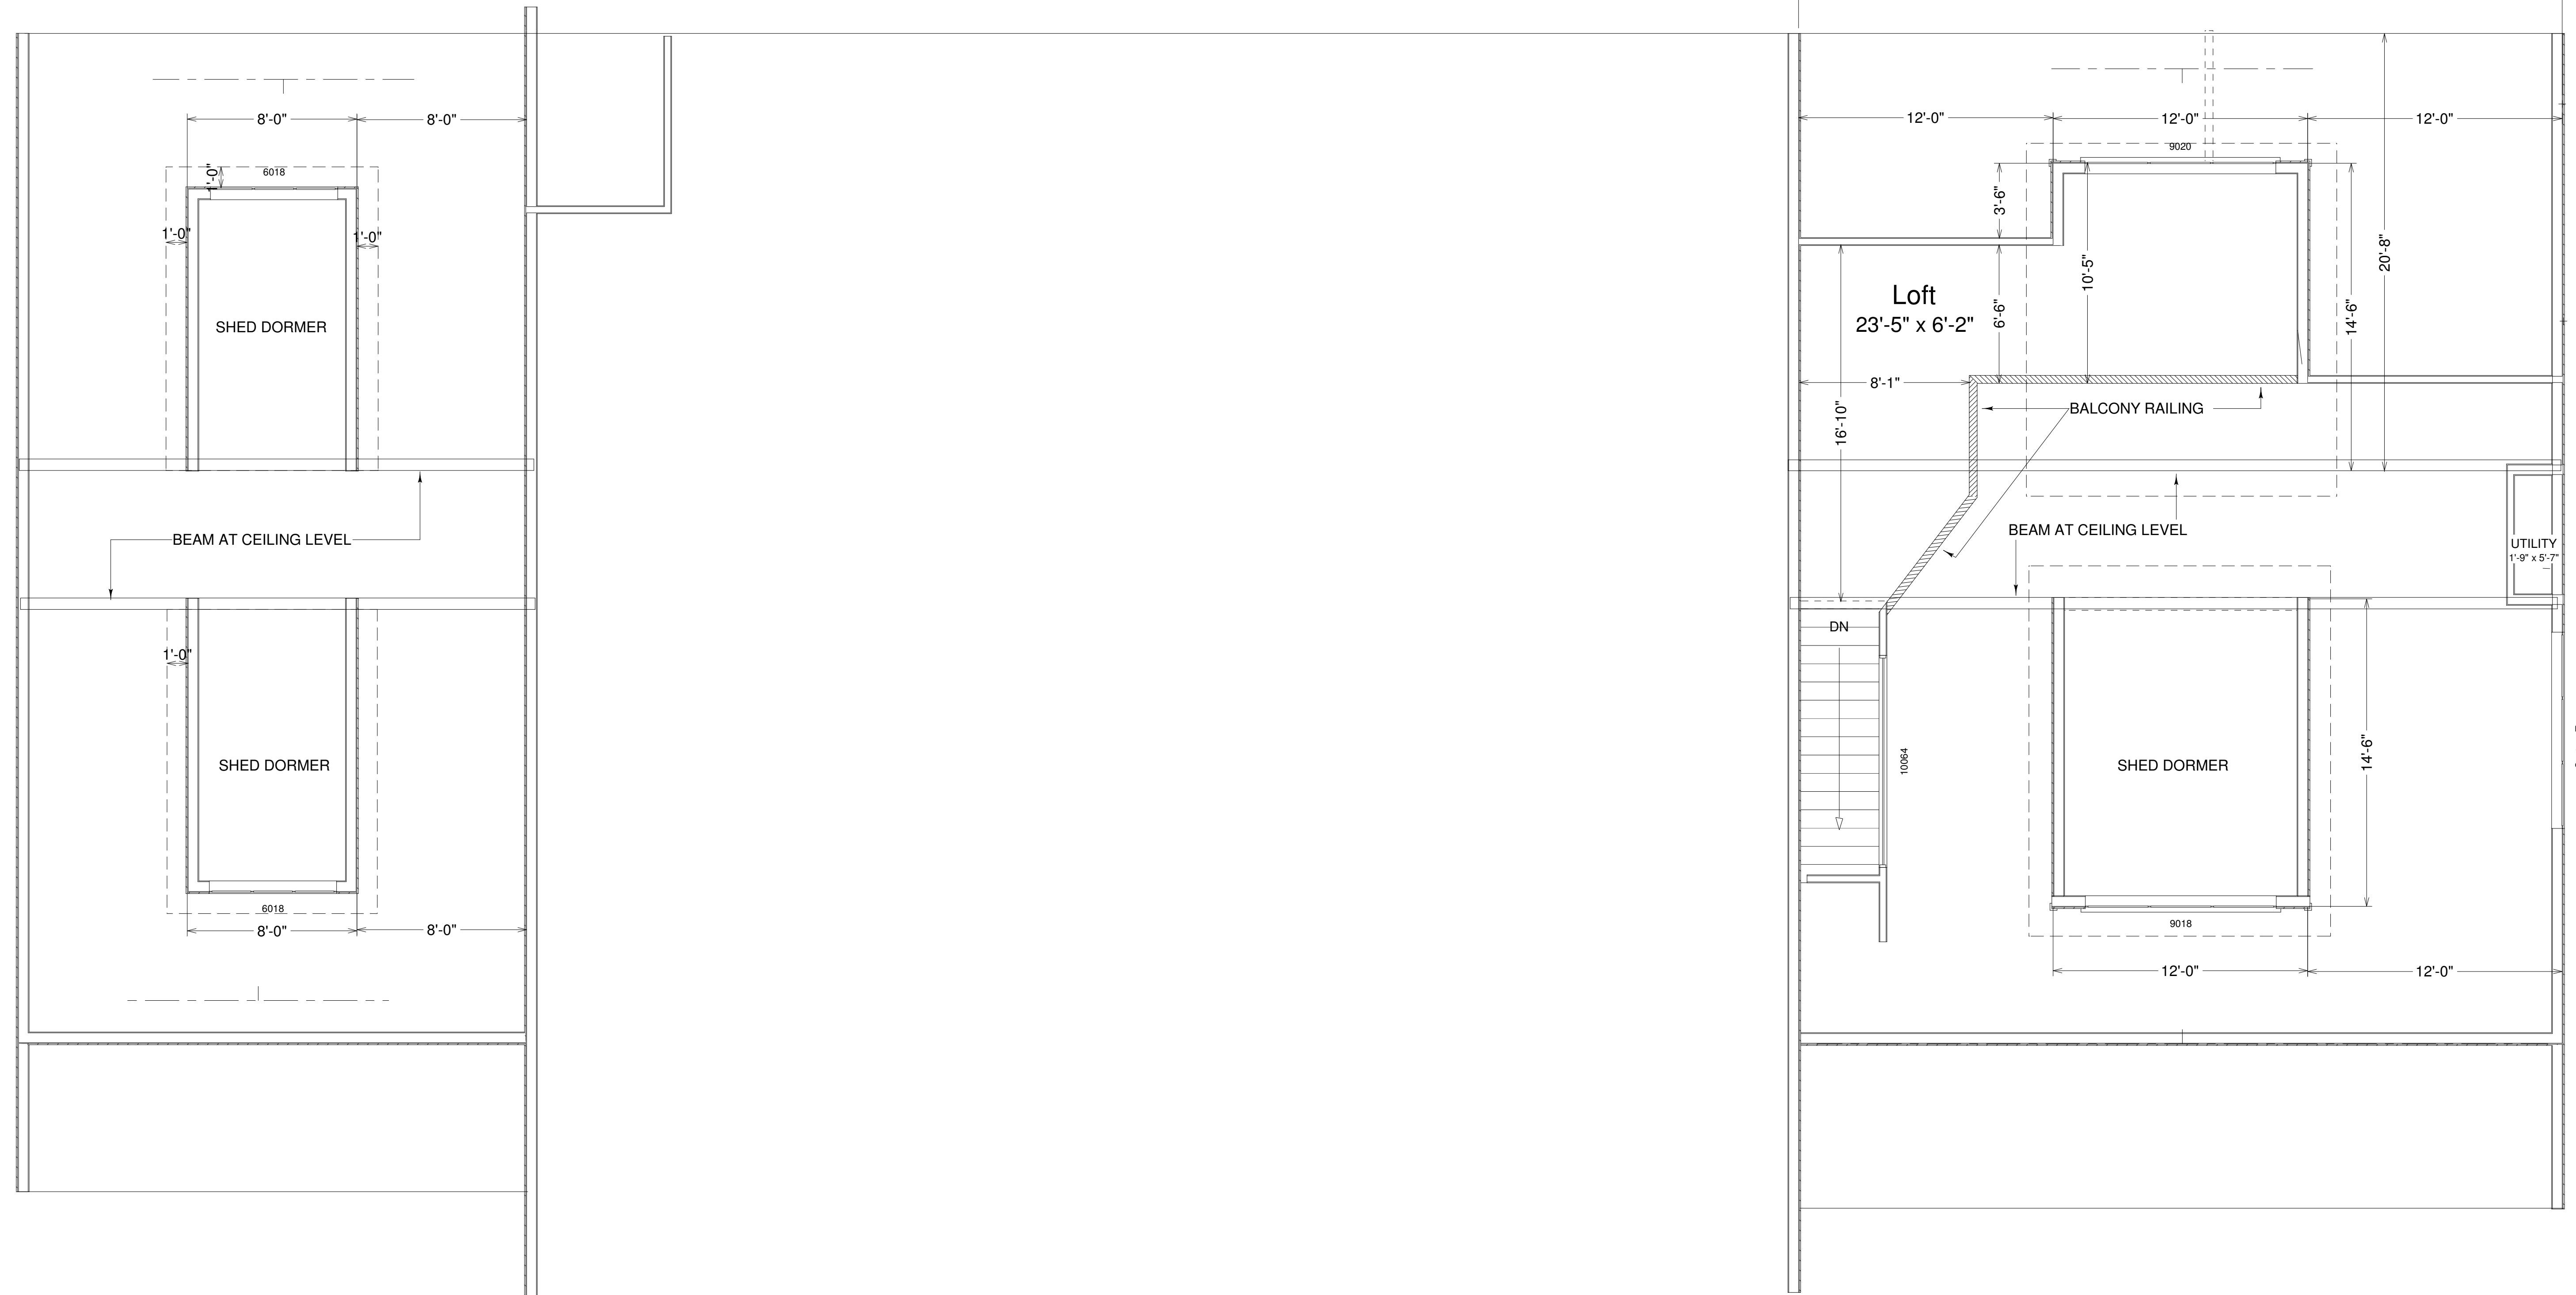 8'-0"
8'-0"
1'-0"
6018
1'-0"
1'-0"
SHED DORMER
BEAM AT CEILING LEVEL
1'-0"
SHED DORMER
6018
8'-0"
8'-0"
12'-0"
12'-0"
12'-0"
9020
3'-6"
20'-8"
10'-5"
Loft
23'-5" x 6'-2"
6'-6"
14'-6"
8'-1"
BALCONY RAILING
16'-10"
BEAM AT CEILING LEVEL
UTILITY
1'-9" x 5'-7"
DN
10064
SHED DORMER
14'-6"
9018
12'-0"
12'-0"